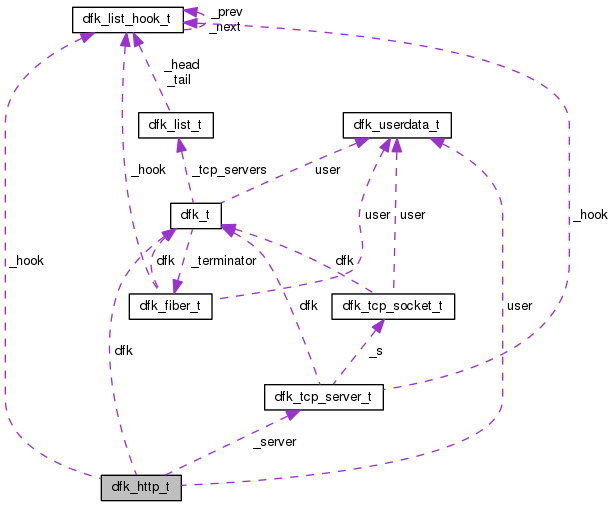 dfk_list_hook_t
_prev
_next
_head
_tail
dfk_list_t
dfk_userdata_t
_hook
_tcp_servers
user
dfk_t
user
user
_hook
_hook
dfk
_terminator
dfk
dfk_fiber_t
dfk
dfk_tcp_socket_t
user
dfk
_s
dfk_tcp_server_t
_server
dfk_http_t